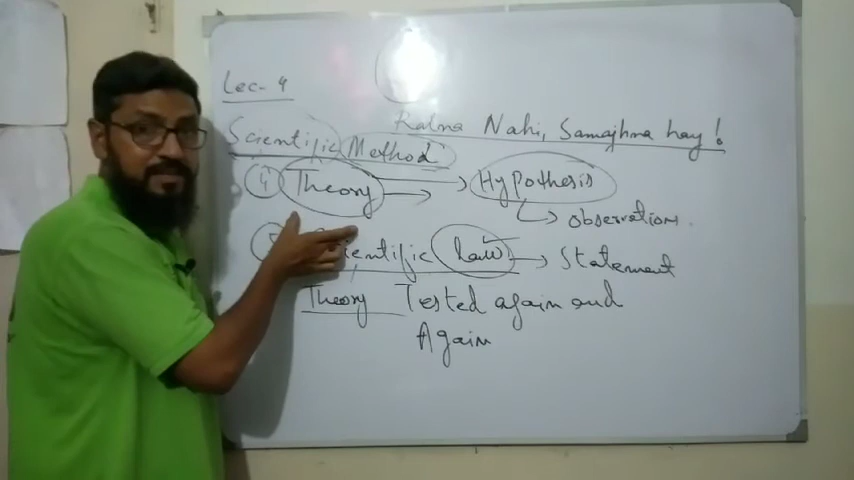 Lec- 4
Ratna Nahi, Samajhna hay!
Scientific Method
4 Theory → → Hypothesis
↳ observation.
Scientific Law → Statement
Theory Tested again and
Again